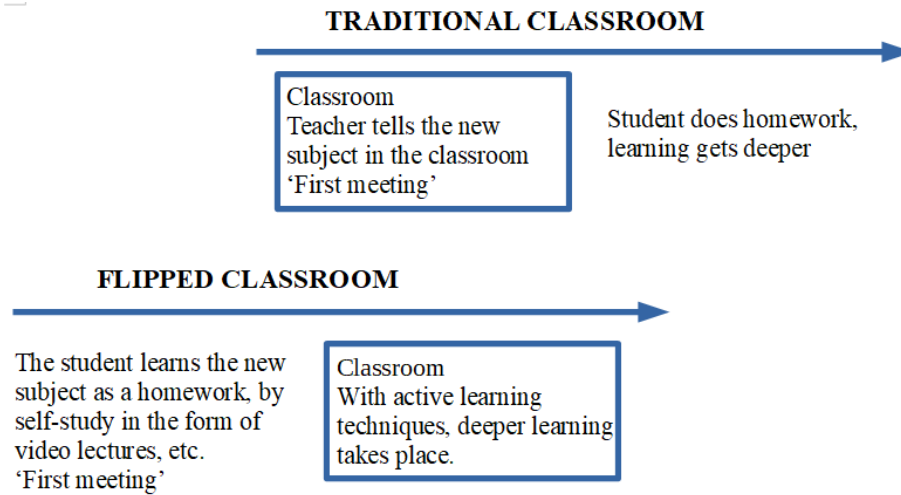 TRADITIONAL CLASSROOM
Classroom
Teacher tells the new
subject in the classroom
‘First meeting’
Student does homework,
learning gets deeper
FLIPPED CLASSROOM
The student learns the new
subject as a homework, by
self-study in the form of
video lectures, etc.
‘First meeting’
Classroom
With active learning
techniques, deeper learning
takes place.